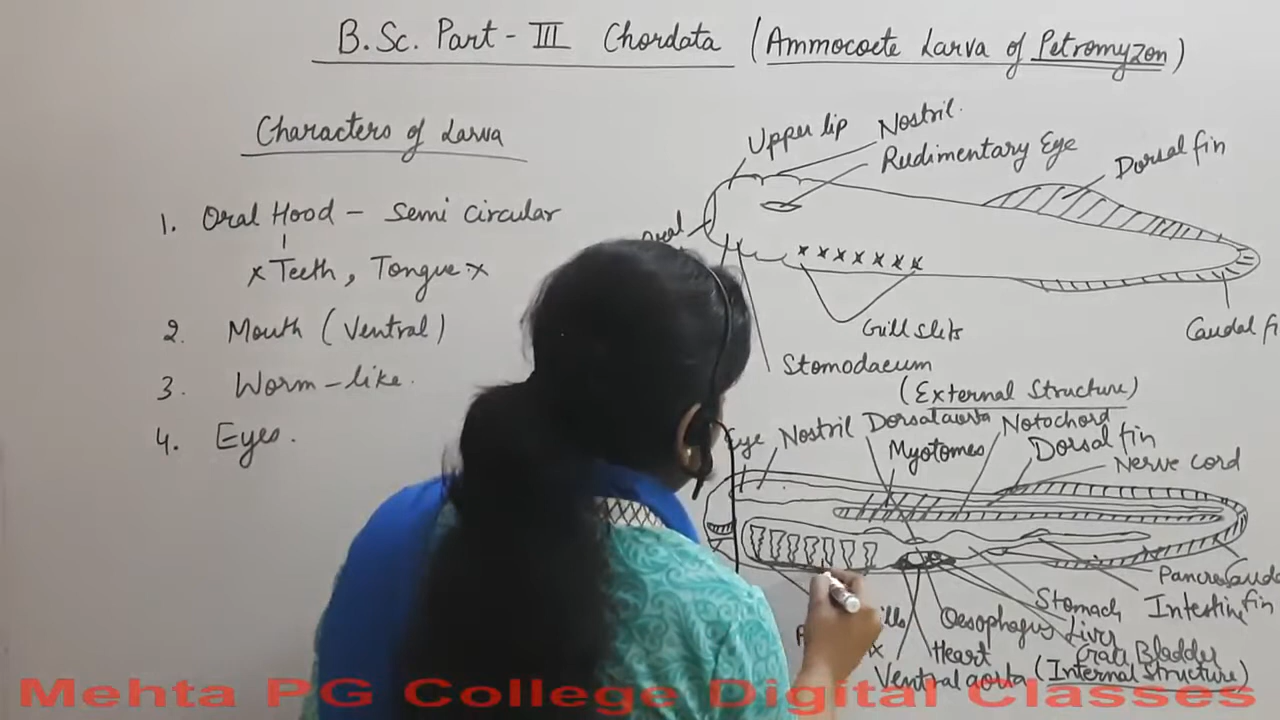 B.Sc. Part - III Chordata (Ammocoete Larva of Petromyzon)
Characters of Larva
1. Oral Hood - Semi circular
x Teeth, Tongue x
2. Mouth (Ventral)
3. Worm-like.
4. Eyes.
Upper lip
Nostril.
Rudimentary Eye
Dorsal fin
x x x x x x x
Gill slits
Caudal fi
Stomodaeum
(External Structure)
Eye Nostril Dorsal aorta Notochord
Myotomes Dorsal fin
Nerve cord
Pancre Cauda
Stomach Intestine fin
Oesophagus Liver
Heart Gall Bladder
Ventral aorta (Internal Structure)
Mehta PG College Digital Classes